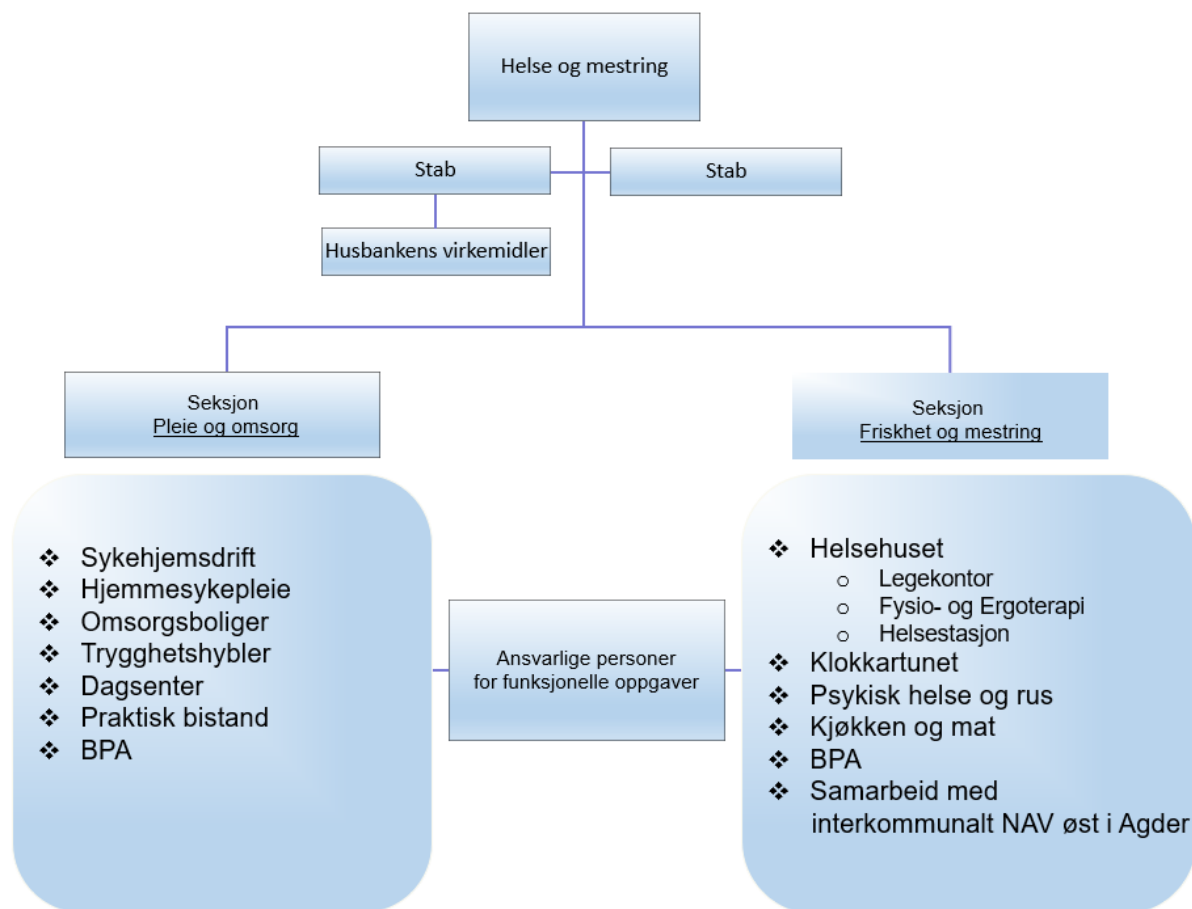 Helse og mestring
Stab
Stab
Husbankens virkemidler
Seksjon
Pleie og omsorg
Seksjon
Friskhet og mestring
❖ Sykehjemsdrift
❖ Hjemmesykepleie
❖ Omsorgsboliger
❖ Trygghetshybler
❖ Dagsenter
❖ Praktisk bistand
❖ BPA
Ansvarlige personer
for funksjonelle oppgaver
❖ Helsehuset
o Legekontor
o Fysio- og Ergoterapi
o Helsestasjon
❖ Klokkartunet
❖ Psykisk helse og rus
❖ Kjøkken og mat
❖ BPA
❖ Samarbeid med
interkommunalt NAV øst i Agder